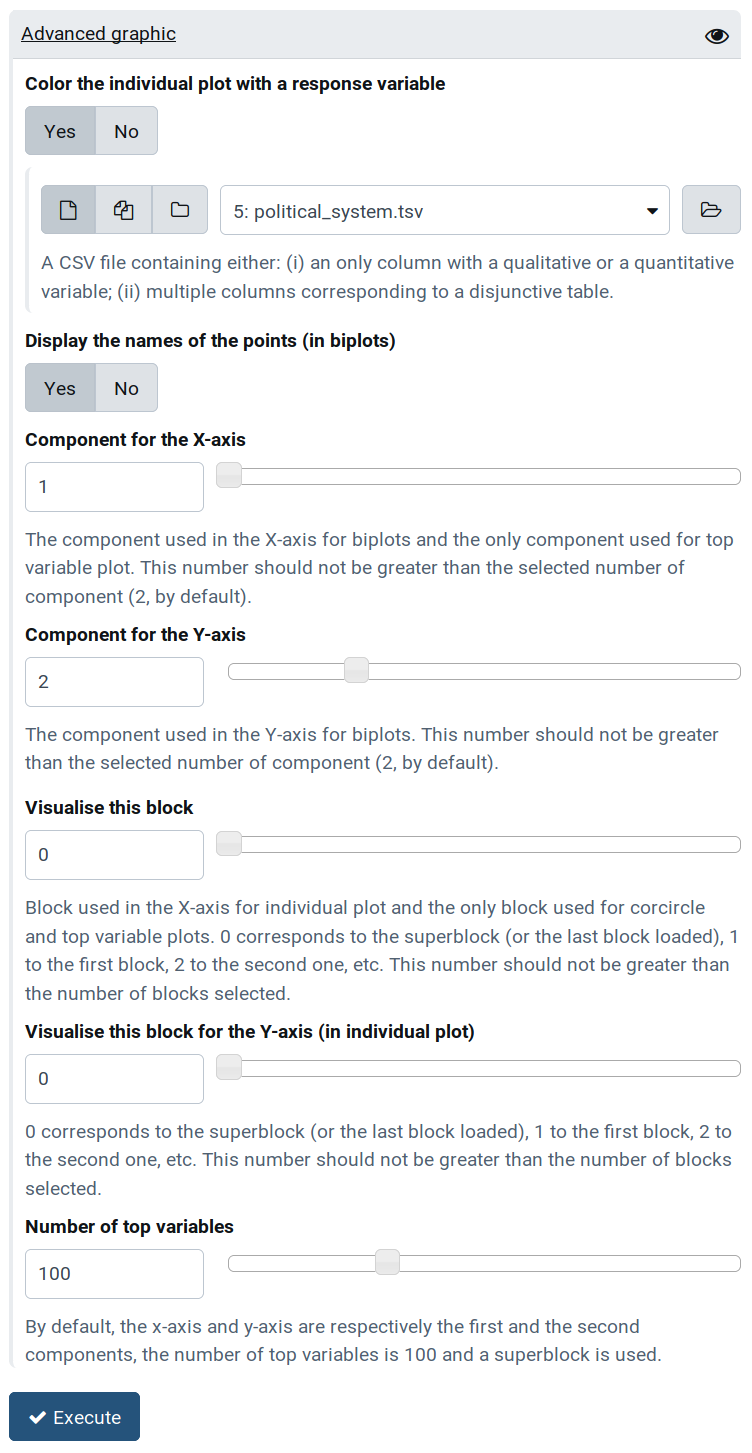 Advanced graphic
Color the individual plot with a response variable
Yes No
5: political_system.tsv
A CSV file containing either: (i) an only column with a qualitative or a quantitative
variable; (ii) multiple columns corresponding to a disjunctive table.
Display the names of the points (in biplots)
Yes No
Component for the X-axis
1
The component used in the X-axis for biplots and the only component used for top
variable plot. This number should not be greater than the selected number of
component (2, by default).
Component for the Y-axis
2
The component used in the Y-axis for biplots. This number should not be greater
than the selected number of component (2, by default).
Visualise this block
0
Block used in the X-axis for individual plot and the only block used for corcircle
and top variable plots. 0 corresponds to the superblock (or the last block loaded), 1
to the first block, 2 to the second one, etc. This number should not be greater than
the number of blocks selected.
Visualise this block for the Y-axis (in individual plot)
0
0 corresponds to the superblock (or the last block loaded), 1 to the first block, 2 to
the second one, etc. This number should not be greater than the number of blocks
selected.
Number of top variables
100
By default, the x-axis and y-axis are respectively the first and the second
components, the number of top variables is 100 and a superblock is used.
Execute